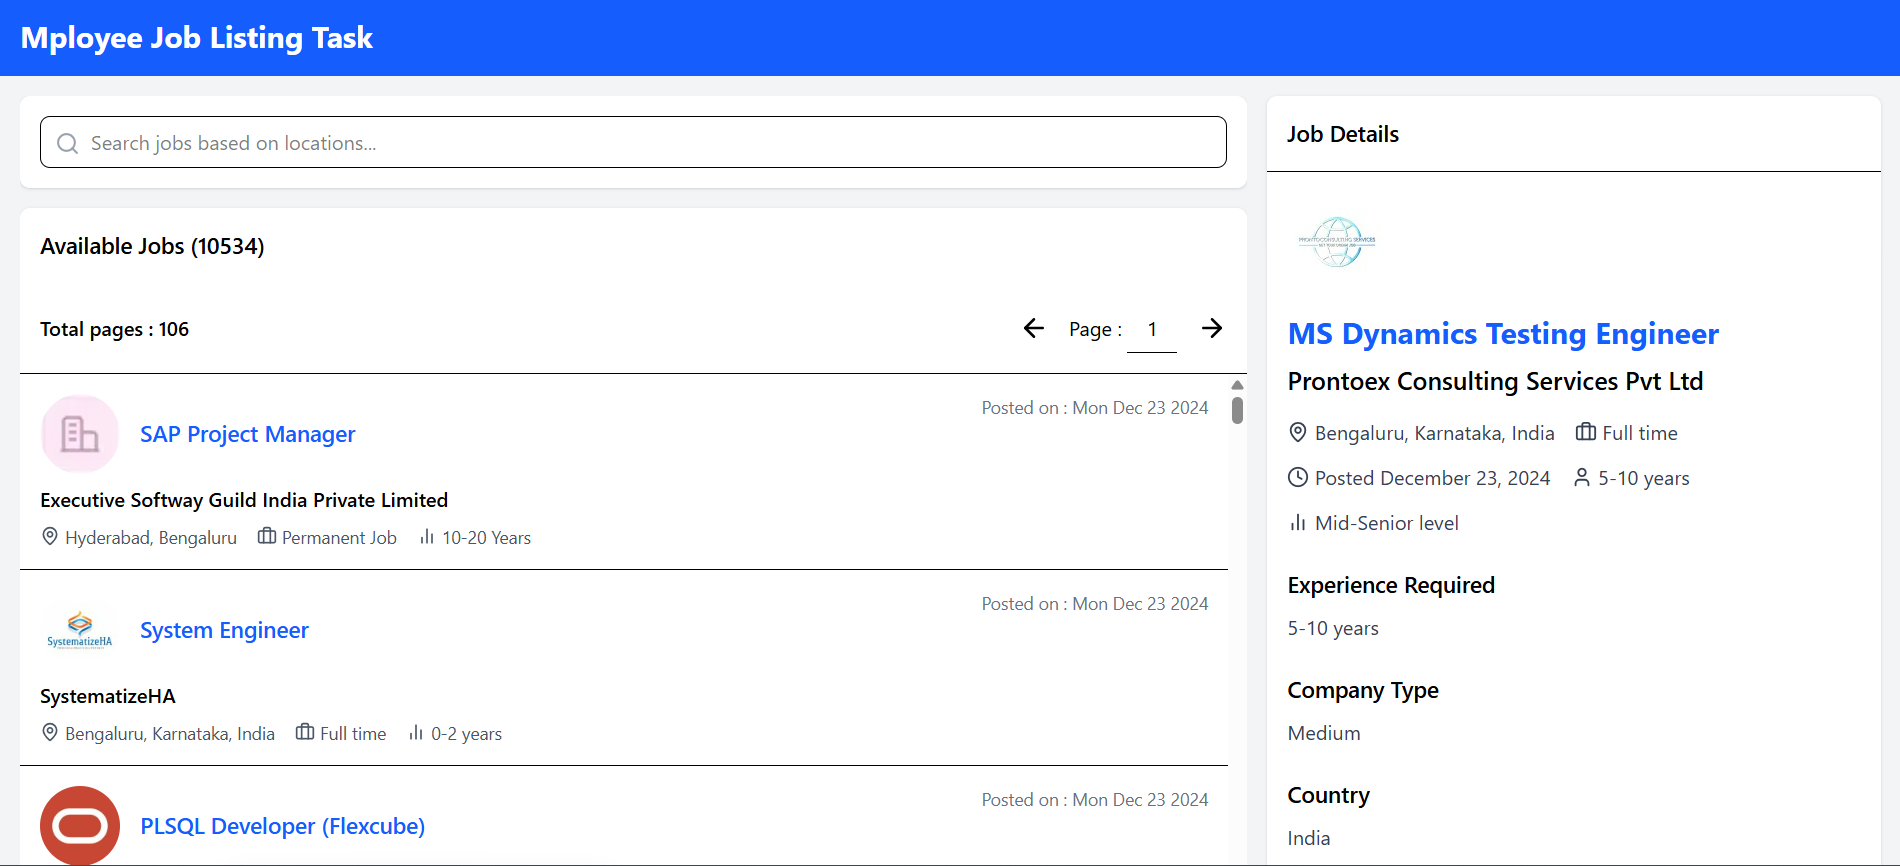 Mployee Job Listing Task
Search jobs based on locations...
Available Jobs (10534)
Total pages : 106
Page : 1
Posted on : Mon Dec 23 2024
SAP Project Manager
Executive Softway Guild India Private Limited
Hyderabad, Bengaluru Permanent Job 10-20 Years
Posted on : Mon Dec 23 2024
SystematizeHA
System Engineer
SystematizeHA
Bengaluru, Karnataka, India Full time 0-2 years
Posted on : Mon Dec 23 2024
PLSQL Developer (Flexcube)
Job Details
PRONTOCONSULTING SERVICES
MS Dynamics Testing Engineer
Prontoex Consulting Services Pvt Ltd
Bengaluru, Karnataka, India Full time
Posted December 23, 2024 5-10 years
Mid-Senior level
Experience Required
5-10 years
Company Type
Medium
Country
India